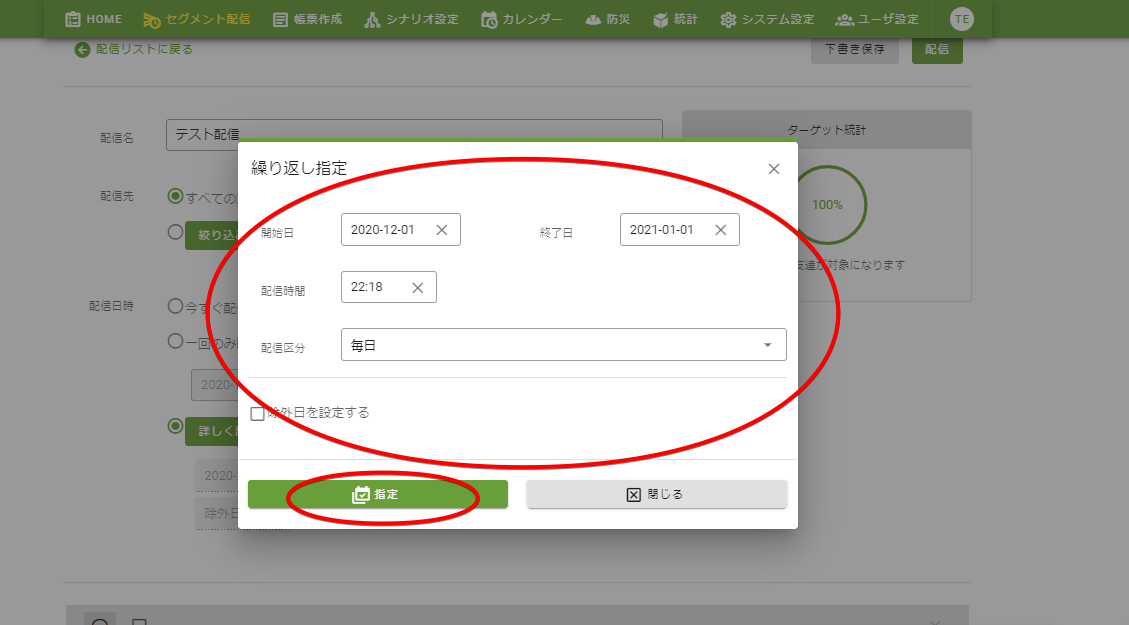 HOME セグメント配信 帳票作成 シナリオ設定 カレンダー 防災 統計 システム設定 ユーザ設定 TE
配信リストに戻る 下書き保存 配信
配信名 テスト配信 ターゲット統計
繰り返し指定
配信先 すべての 100%
絞り込 開始日 2020-12-01 終了日 2021-01-01
友達が対象になります
配信時間 22:18
配信日時 今すぐ配
一回のみ 配信区分 毎日
2020-
除外日を設定する
詳しく
2020-
指定 閉じる
除外日